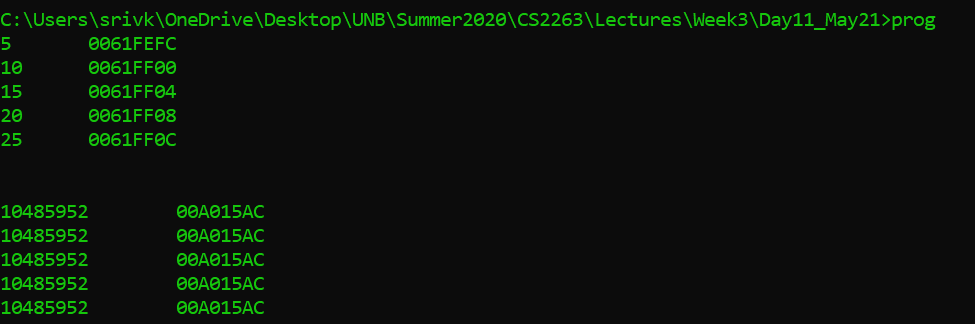 C:\Users\srivk\OneDrive\Desktop\UNB\Summer2020\CS2263\Lectures\Week3\Day11_May21>prog
5       0061FEFC
10      0061FF00
15      0061FF04
20      0061FF08
25      0061FF0C
10485952        00A015AC
10485952        00A015AC
10485952        00A015AC
10485952        00A015AC
10485952        00A015AC